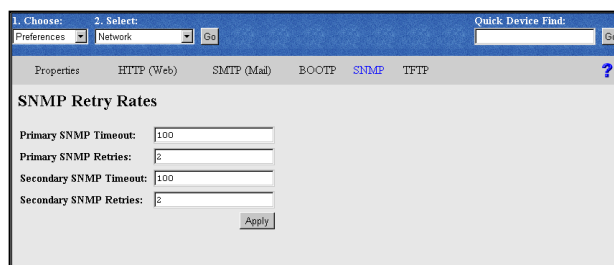 1. Choose: 2. Select: Quick Device Find:
Preferences Network Go
Properties HTTP (Web) SMTP (Mail) BOOTP SNMP TFTP ?
SNMP Retry Rates
Primary SNMP Timeout: 100
Primary SNMP Retries: 2
Secondary SNMP Timeout: 100
Secondary SNMP Retries: 2
Apply